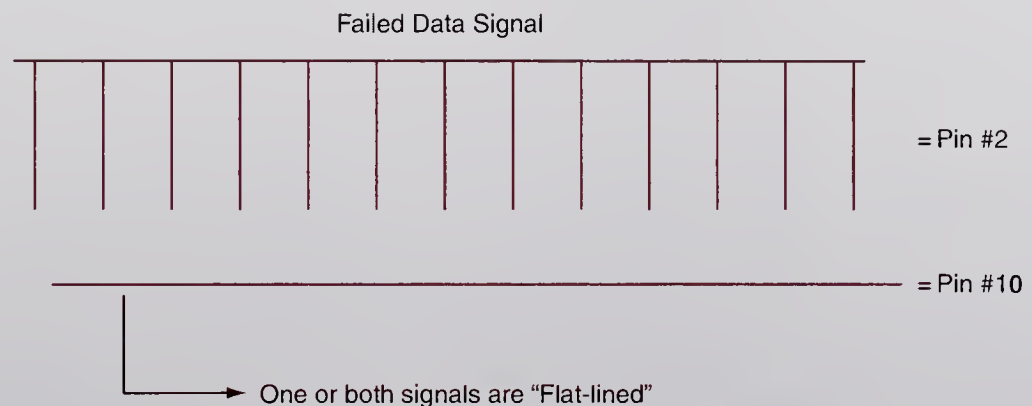 Failed Data Signal
= Pin #2
= Pin #10
One or both signals are “Flat-lined”